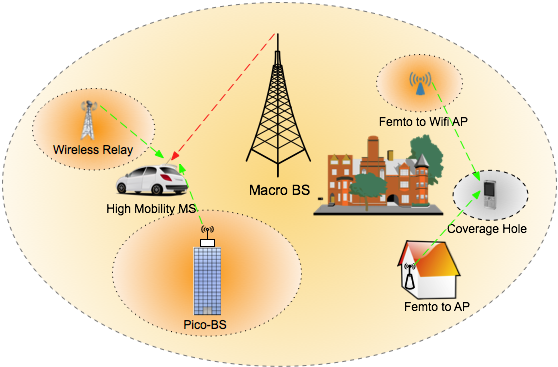 Femto to Wifi AP
Wireless Relay
Macro BS
High Mobility MS
Coverage Hole
Femto to AP
Pico-BS